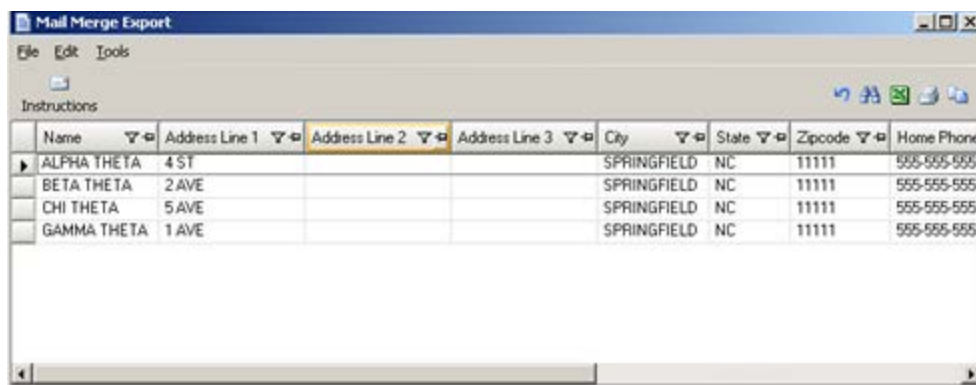 Mail Merge Export
File Edit Tools
Instructions
Name Address Line 1 Address Line 2 Address Line 3 City State Zipcode Home Phone
ALPHA THETA 4 ST SPRINGFIELD NC 11111 555-555-555
BETA THETA 2 AVE SPRINGFIELD NC 11111 555-555-555
CHI THETA 5 AVE SPRINGFIELD NC 11111 555-555-555
GAMMA THETA 1 AVE SPRINGFIELD NC 11111 555-555-555